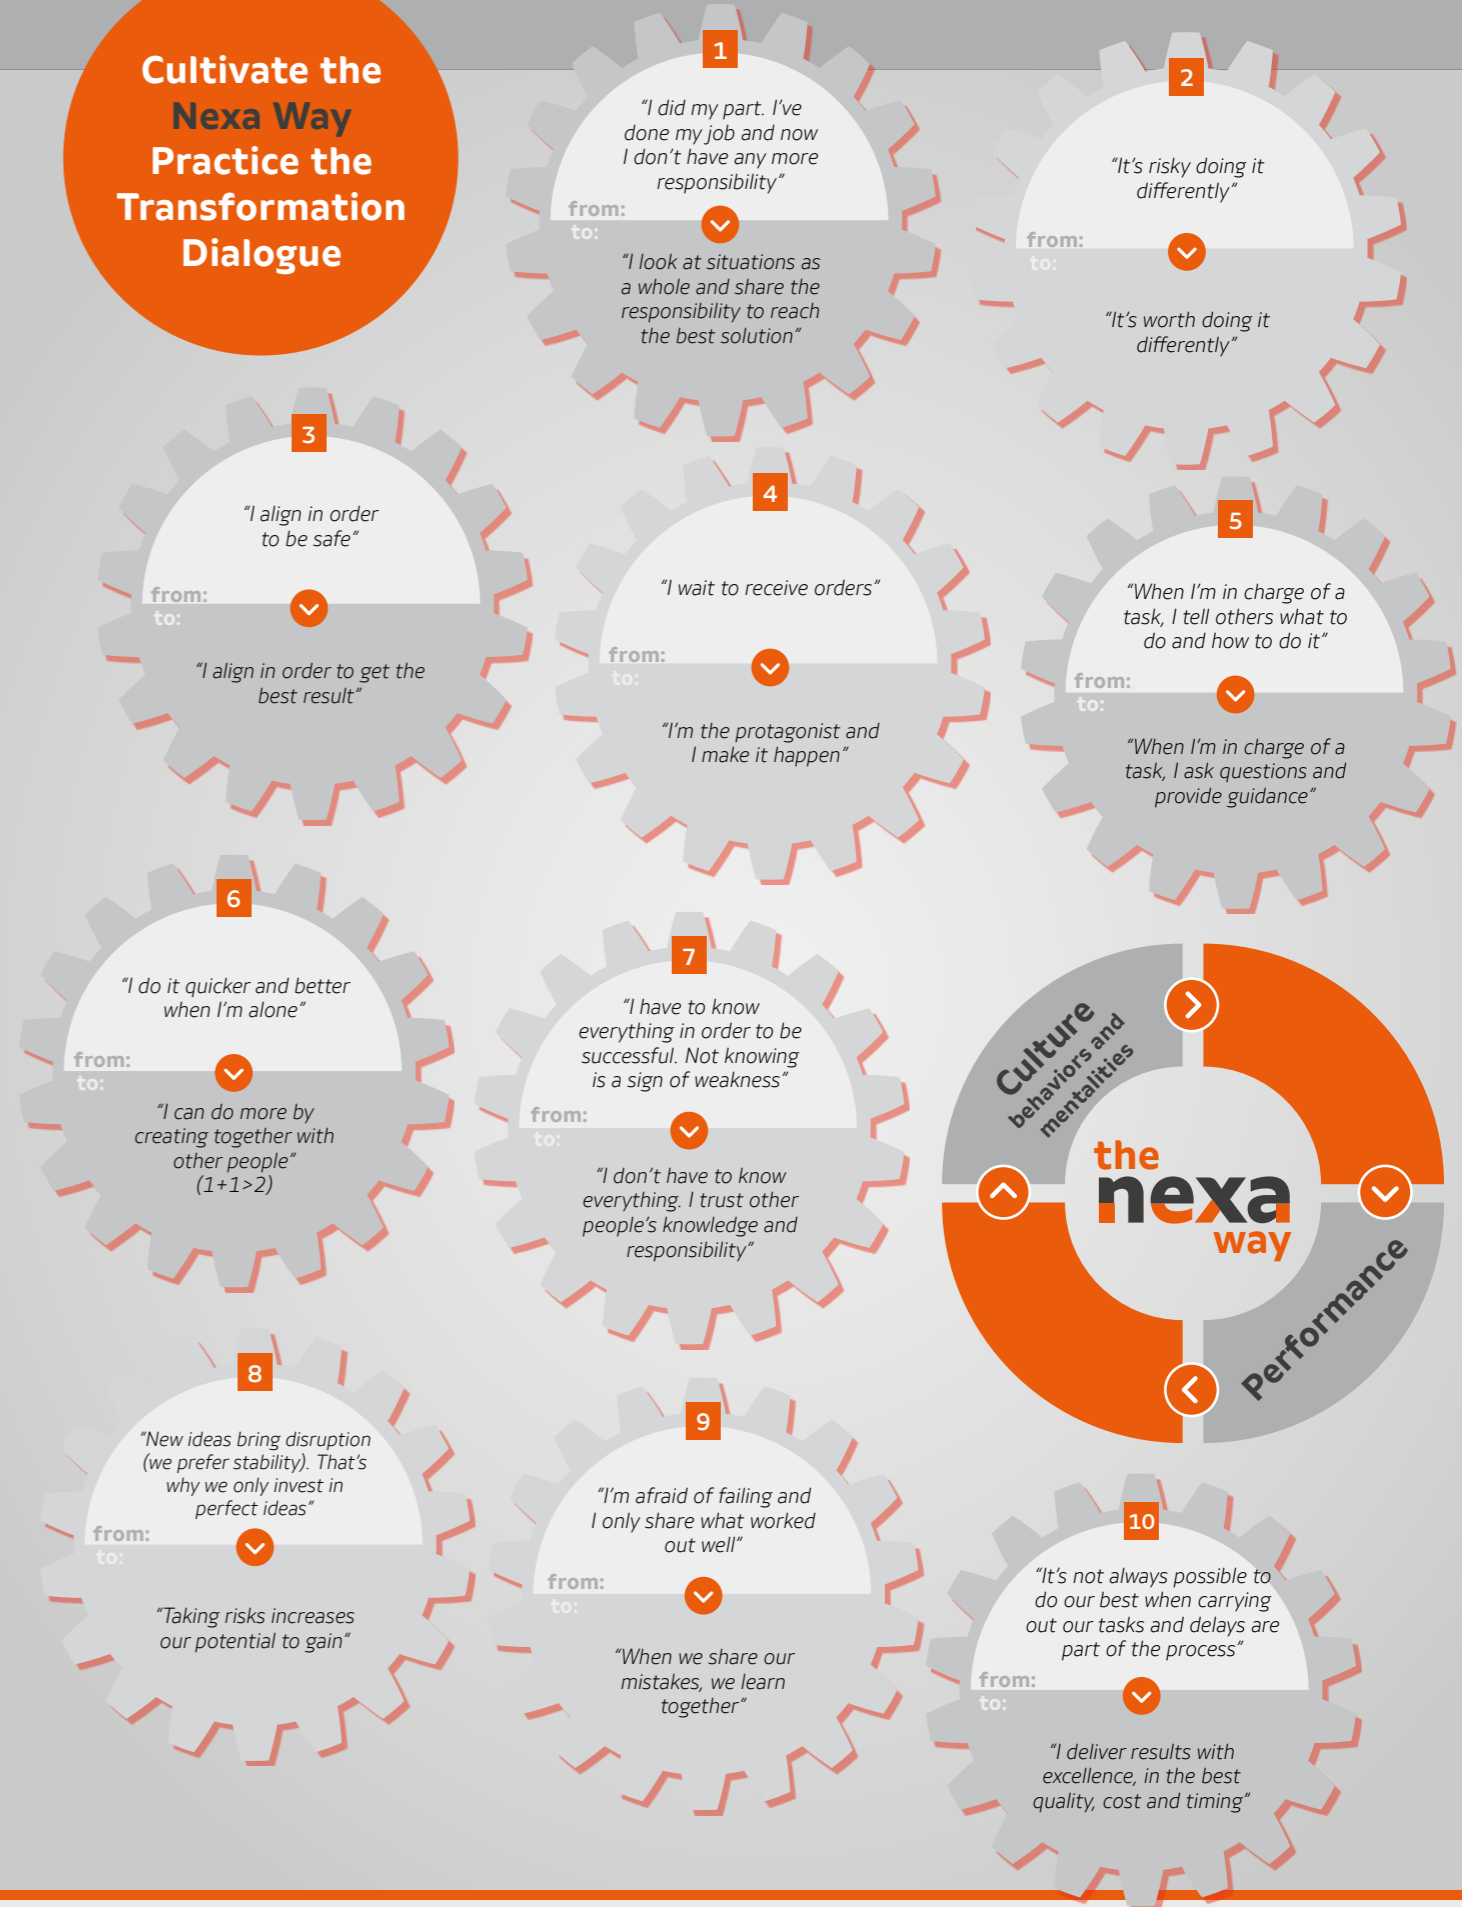 Cultivate the
Nexa Way
Practice the
Transformation
Dialogue
1
“I did my part. I’ve
done my job and now
I don’t have any more
responsibility”
from:
to:
“I look at situations as
a whole and share the
responsibility to reach
the best solution”
2
“It’s risky doing it
differently”
from:
to:
“It’s worth doing it
differently”
3
“I align in order
to be safe”
from:
to:
“I align in order to get the
best result”
4
“I wait to receive orders”
from:
to:
“I’m the protagonist and
I make it happen”
5
“When I’m in charge of a
task, I tell others what to
do and how to do it”
from:
to:
“When I’m in charge of a
task, I ask questions and
provide guidance”
6
“I do it quicker and better
when I’m alone”
from:
to:
“I can do more by
creating together with
other people”
(1+1>2)
7
“I have to know
everything in order to be
successful. Not knowing
is a sign of weakness”
from:
to:
“I don’t have to know
everything. I trust other
people’s knowledge and
responsibility”
Culture
behaviors and
mentalities
the
nexa
way
Performance
8
“New ideas bring disruption
(we prefer stability). That’s
why we only invest in
perfect ideas”
from:
to:
“Taking risks increases
our potential to gain”
9
“I’m afraid of failing and
I only share what worked
out well”
from:
to:
“When we share our
mistakes, we learn
together”
10
“It’s not always possible to
do our best when carrying
out our tasks and delays are
part of the process”
from:
to:
“I deliver results with
excellence, in the best
quality, cost and timing”